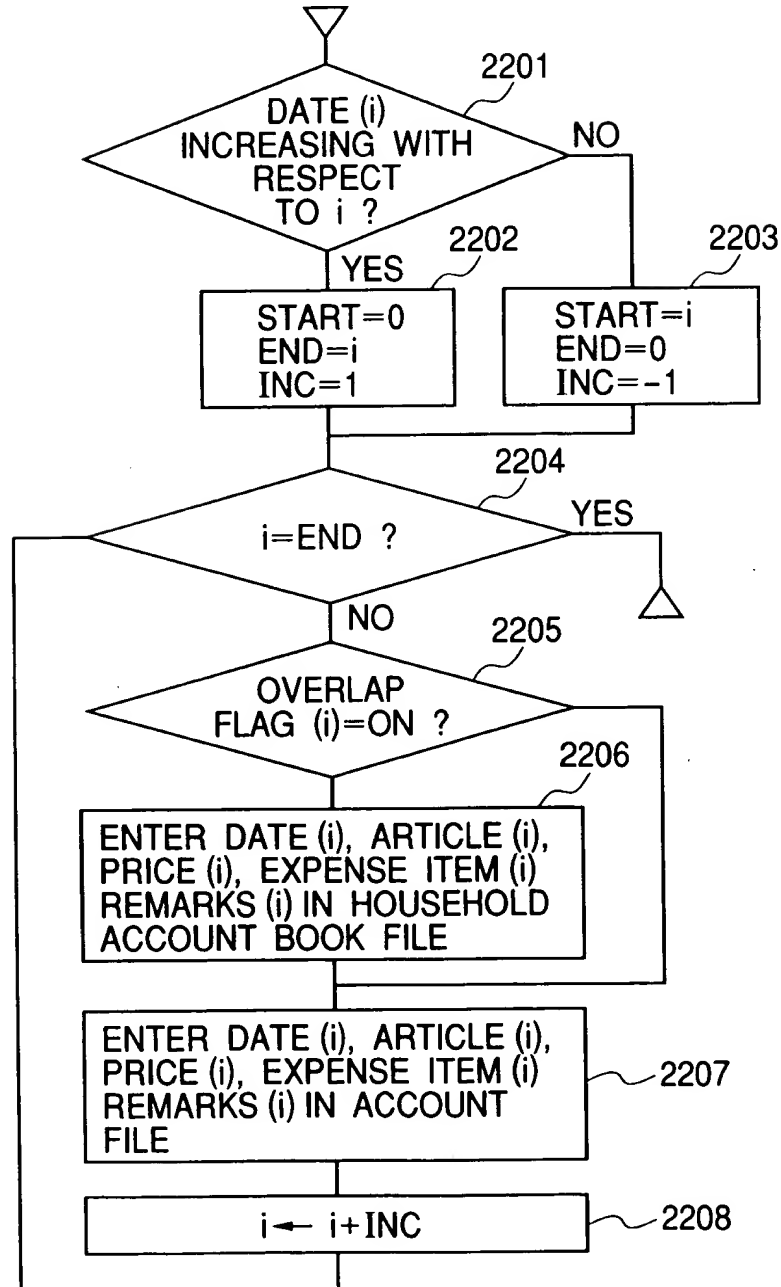 2201
DATE (i)
INCREASING WITH
RESPECT
TO i ?
NO
YES
2202
START=0
END=i
INC=1
2203
START=i
END=0
INC=-1
2204
i=END ?
YES
NO
2205
OVERLAP
FLAG (i)=ON ?
2206
ENTER DATE (i), ARTICLE (i),
PRICE (i), EXPENSE ITEM (i)
REMARKS (i) IN HOUSEHOLD
ACCOUNT BOOK FILE
ENTER DATE (i), ARTICLE (i),
PRICE (i), EXPENSE ITEM (i)
REMARKS (i) IN ACCOUNT
FILE
2207
i ← i+INC
2208